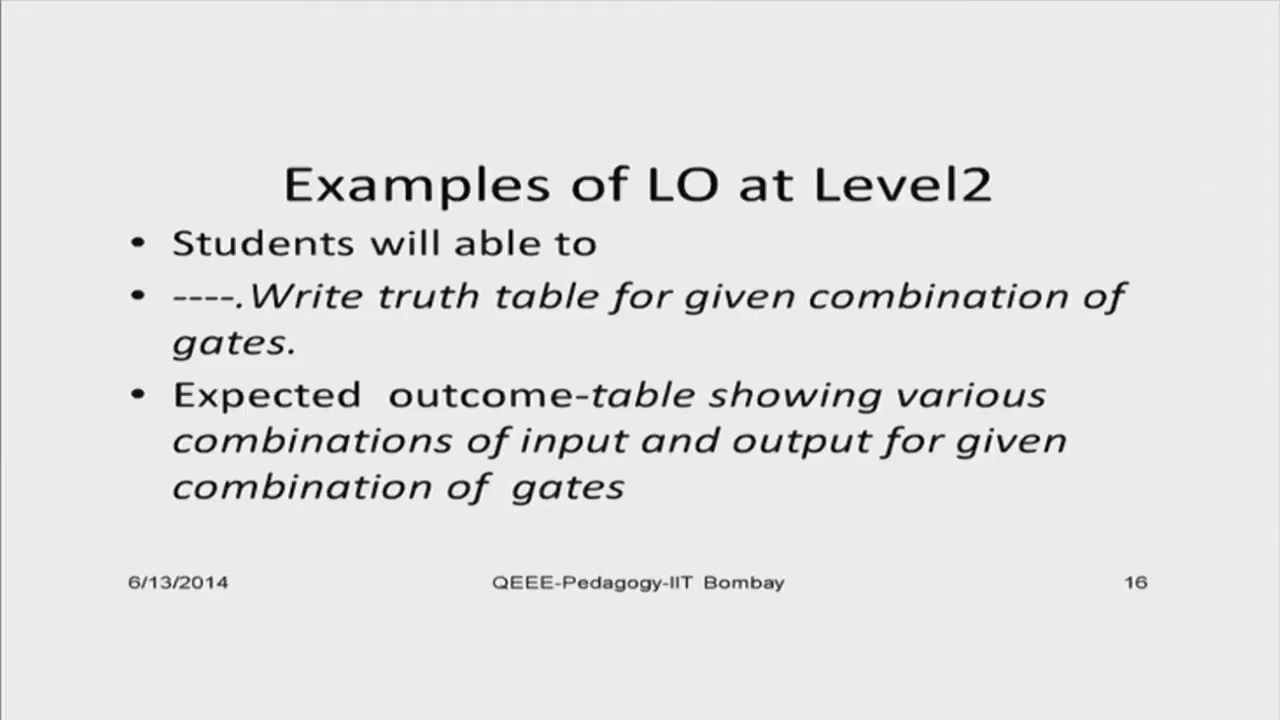 Examples of LO at Level2
• Students will able to
• ----.Write truth table for given combination of
gates.
• Expected outcome-table showing various
combinations of input and output for given
combination of gates
6/13/2014 QEEE-Pedagogy-IIT Bombay 16